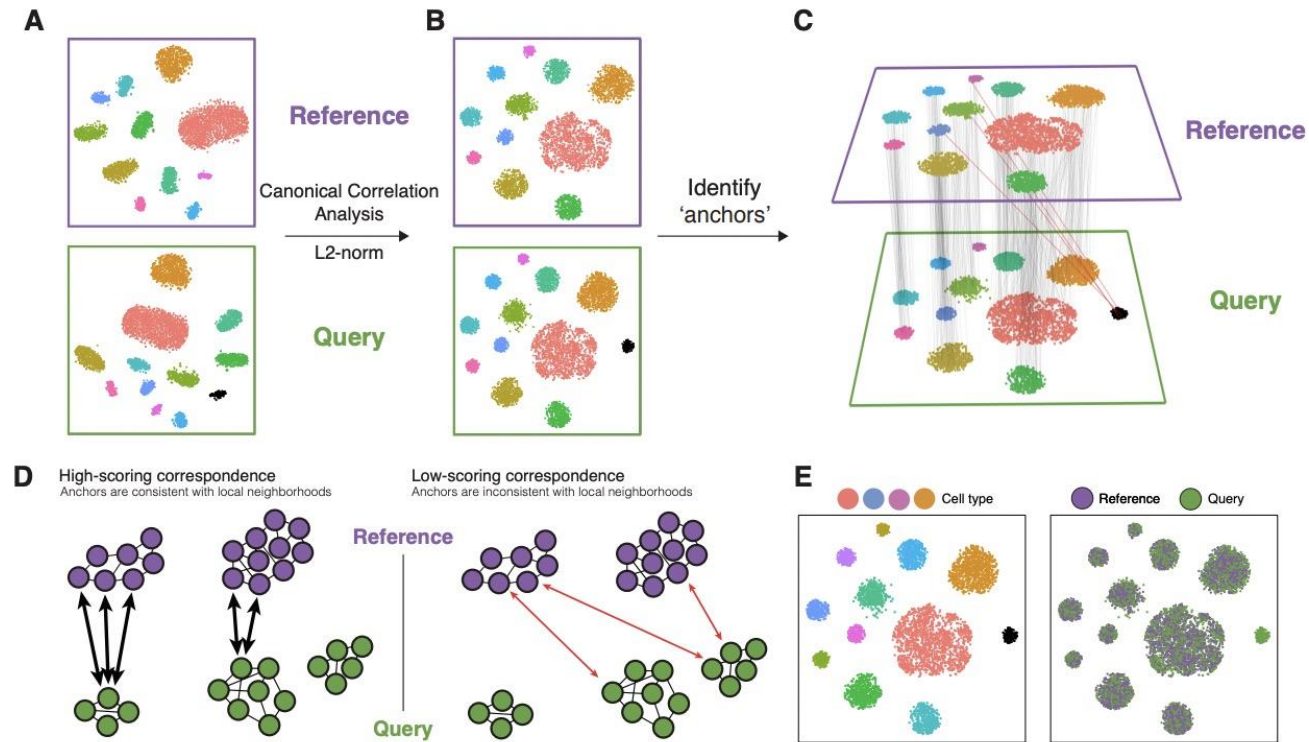 A
B
C
Reference
Canonical Correlation
Analysis
L2-norm
Query
Identify
‘anchors’
Reference
Query
D
High-scoring correspondence
Anchors are consistent with local neighborhoods
Low-scoring correspondence
Anchors are inconsistent with local neighborhoods
Reference
Query
E
Cell type
Reference
Query